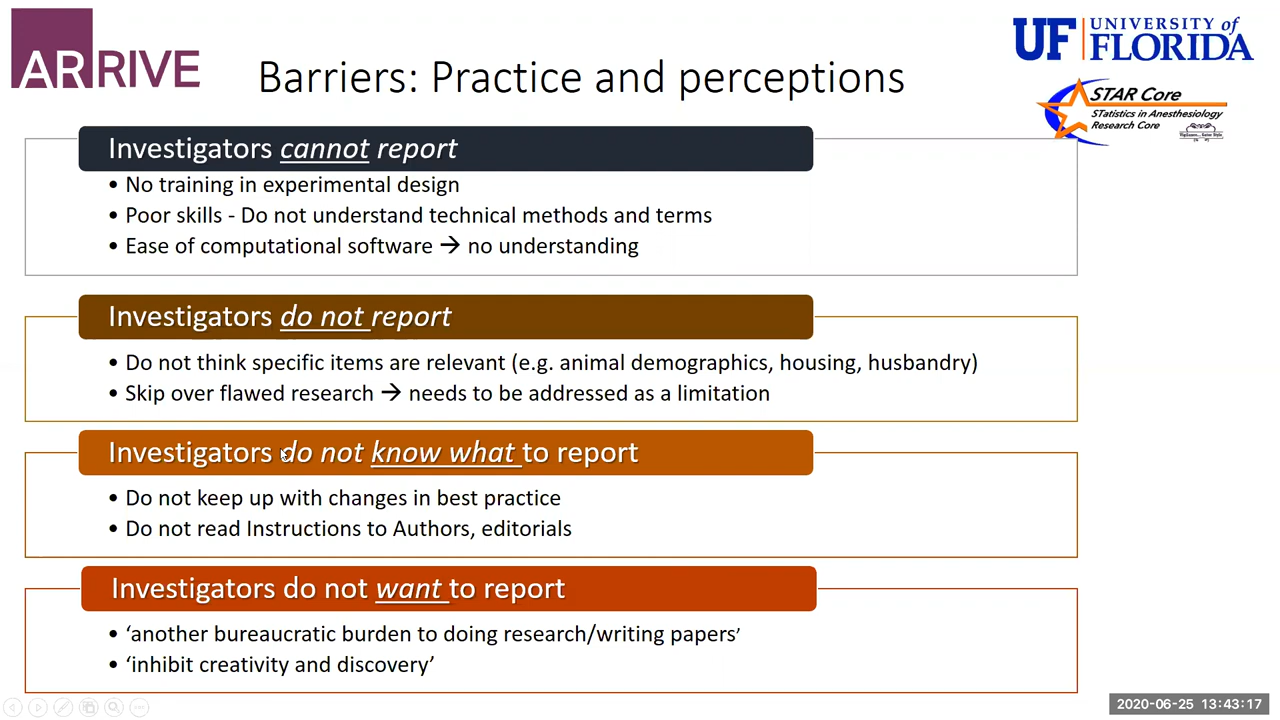 ARRIVE
Barriers: Practice and perceptions
UF UNIVERSITY of FLORIDA
STAR Core
STatistics in Anesthesiology
Research Core
Investigators cannot report
• No training in experimental design
• Poor skills - Do not understand technical methods and terms
• Ease of computational software → no understanding
Investigators do not report
• Do not think specific items are relevant (e.g. animal demographics, housing, husbandry)
• Skip over flawed research → needs to be addressed as a limitation
Investigators do not know what to report
• Do not keep up with changes in best practice
• Do not read Instructions to Authors, editorials
Investigators do not want to report
• ‘another bureaucratic burden to doing research/writing papers’
• ‘inhibit creativity and discovery’
2020-06-25 13:43:17